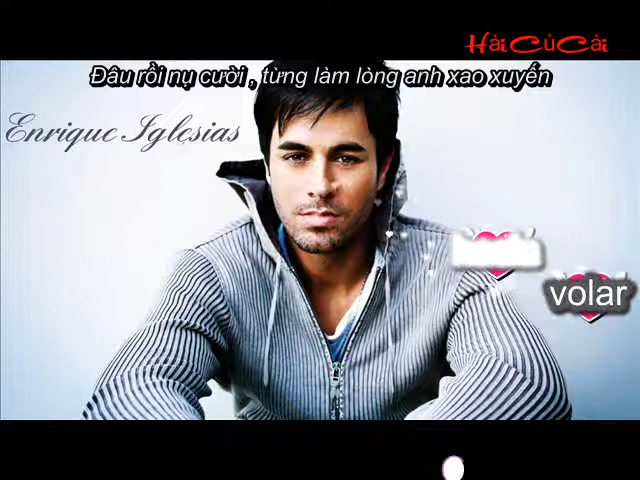 HảiCủCải
Đâu rồi nụ cười , từng làm lòng anh xao xuyến
Enrique Iglesias
volar